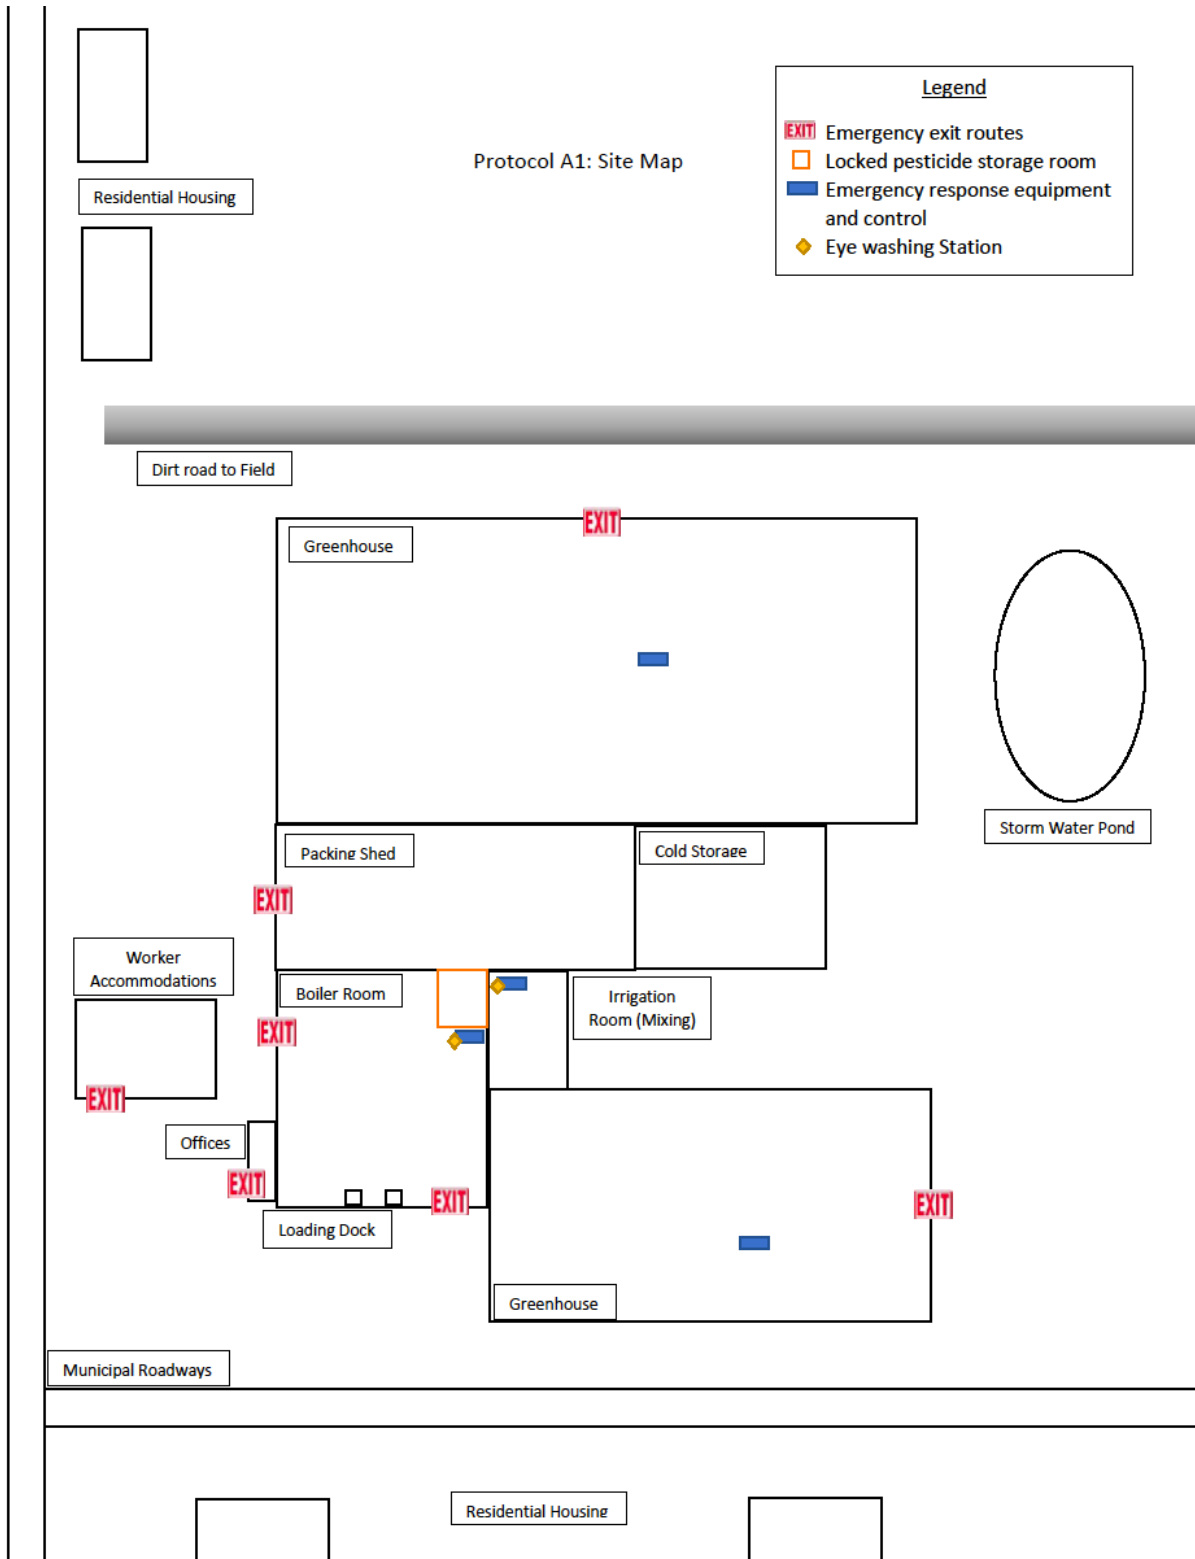 Legend
EXIT Emergency exit routes
Locked pesticide storage room
Emergency response equipment
and control
Eye washing Station
Protocol A1: Site Map
Residential Housing
Dirt road to Field
EXIT
Greenhouse
Storm Water Pond
Packing Shed
Cold Storage
EXIT
Worker
Accommodations
Boiler Room
Irrigation
Room (Mixing)
EXIT
EXIT
Offices
EXIT
EXIT
EXIT
Loading Dock
Greenhouse
Municipal Roadways
Residential Housing